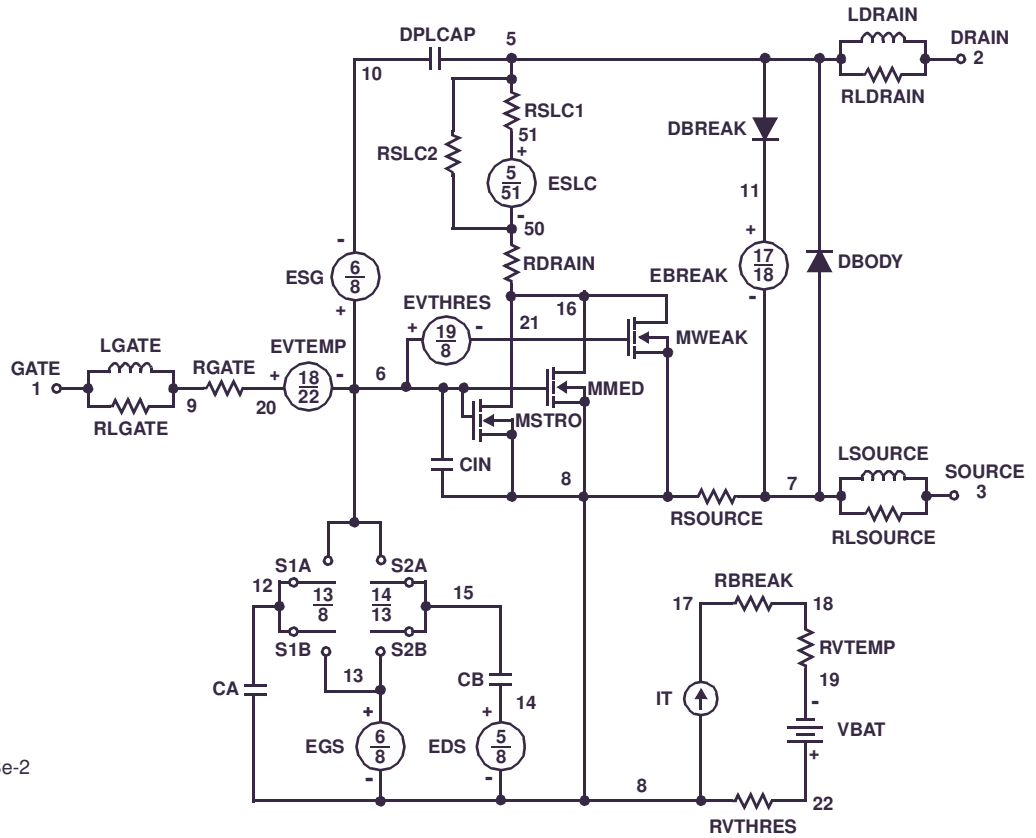 LDRAIN
DPLCAP
5
DRAIN
2
10
RLDRAIN
RSLC1
DBREAK
51
+
RSLC2
5
51
ESLC
11
-
50
-
+
RDRAIN
17
18
DBODY
ESG
6
8
EBREAK
EVTHRES
16
-
+
+
19
8
-
21
MWEAK
LGATE
EVTEMP
GATE
1
RGATE
+
18
22
-
6
MMED
9
20
RLGATE
MSTRO
LSOURCE
CIN
8
7
SOURCE
3
RSOURCE
RLSOURCE
S1A
S2A
12
13
8
14
13
15
RBREAK
17
18
S1B
S2B
RVTEMP
13
CB
19
CA
14
IT
-
+
+
VBAT
EGS
6
8
EDS
5
8
+
e-2
-
-
8
22
RVTHRES